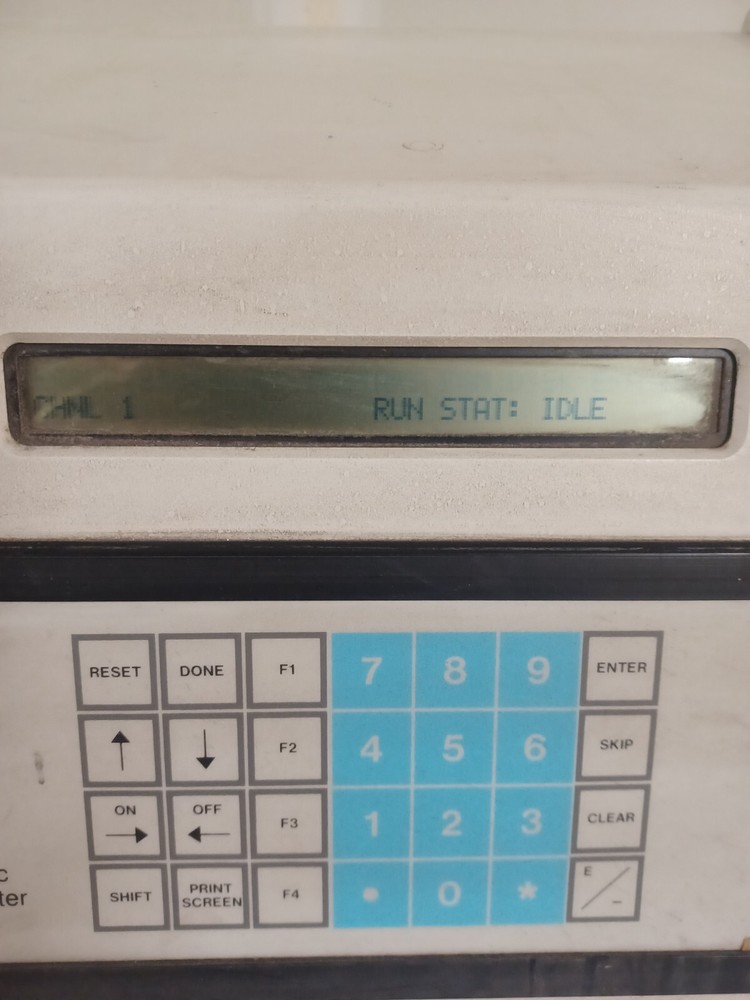 CHNL 1 RUN STAT: IDLE
RESET DONE F1 7 8 9 ENTER
↑ ↓ F2 4 5 6 SKIP
ON → OFF ← F3 1 2 3 CLEAR
SHIFT PRINT SCREEN F4 • 0 * E/−
c
ter